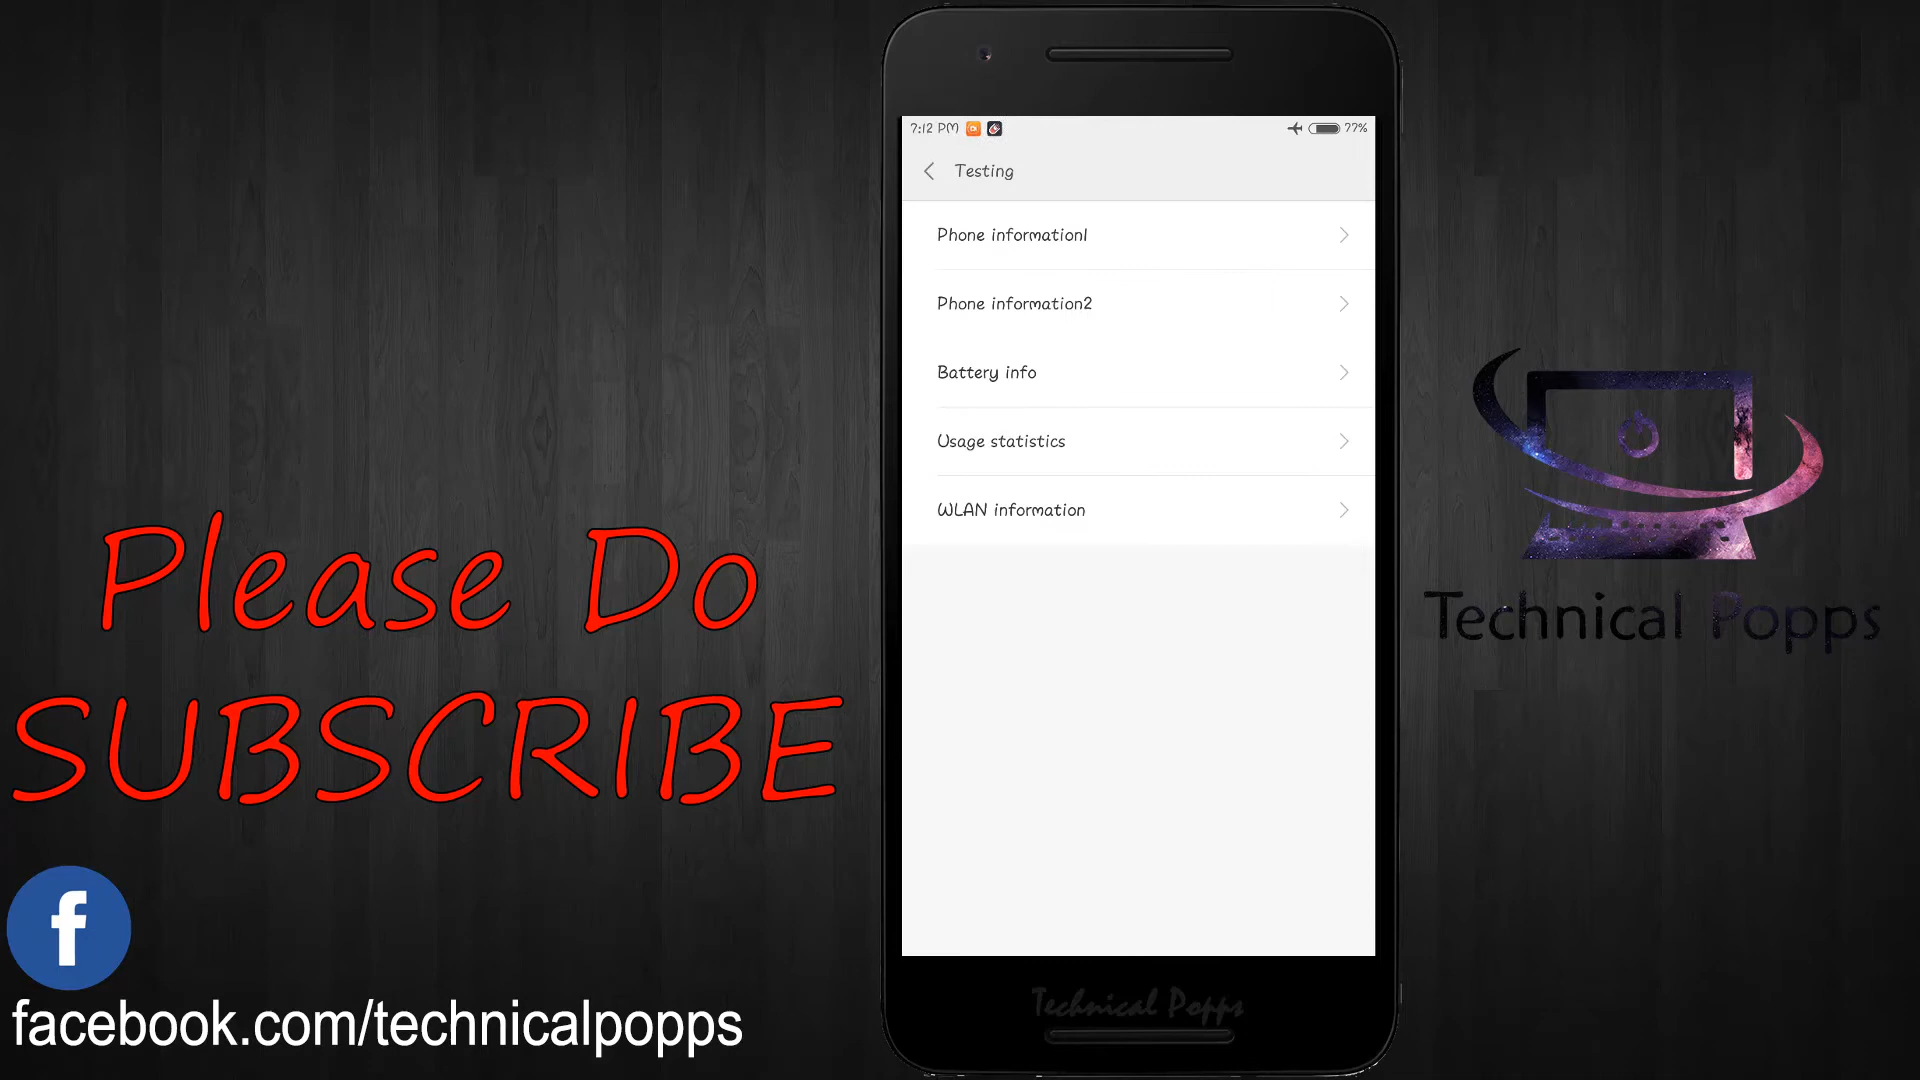 7:12 PM
77%
Testing
Phone information1
Phone information2
Battery info
Usage statistics
WLAN information
Please Do
SUBSCRIBE
Technical Popps
f
facebook.com/technicalpopps
Technical Popps